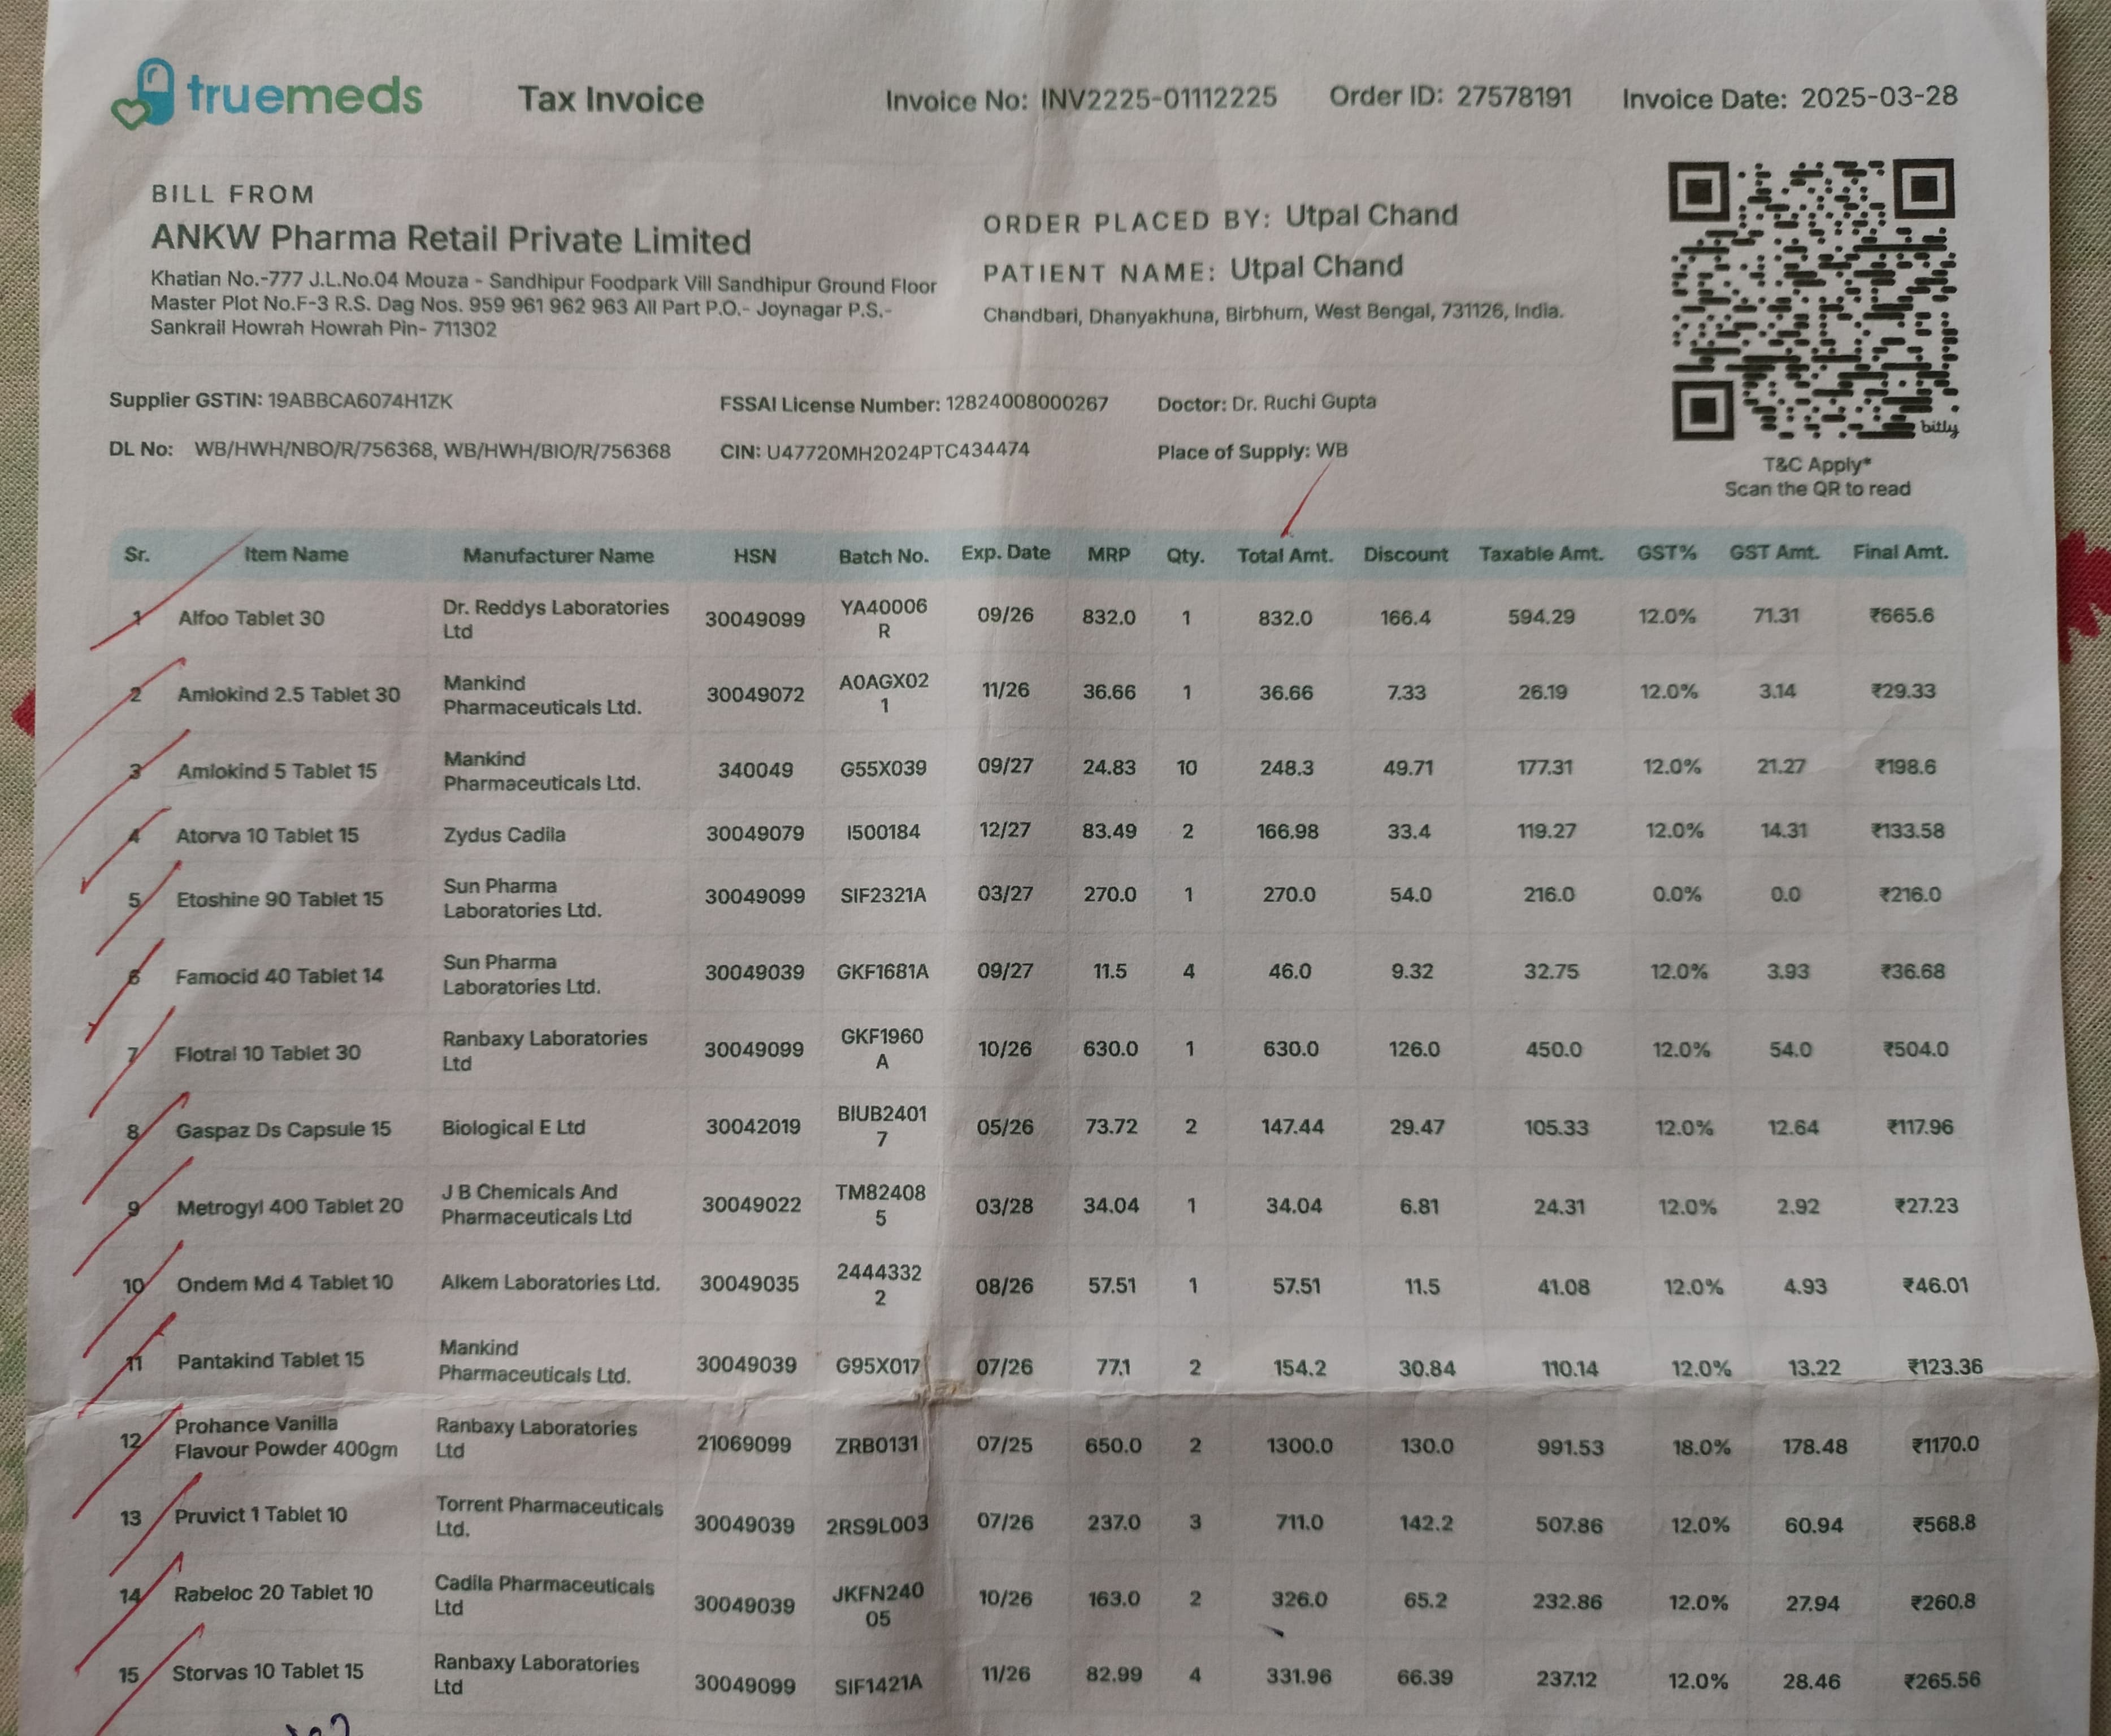 truemeds Tax Invoice Invoice No: INV2225-01112225 Order ID: 27578191 Invoice Date: 2025-03-28
BILL FROM
ANKW Pharma Retail Private Limited
Khatian No.-777 J.L.No.04 Mouza - Sandhipur Foodpark Vill Sandhipur Ground Floor
Master Plot No.F-3 R.S. Dag Nos. 959 961 962 963 All Part P.O.- Joynagar P.S.-
Sankrail Howrah Howrah Pin- 711302
ORDER PLACED BY: Utpal Chand
PATIENT NAME: Utpal Chand
Chandbari, Dhanyakhuna, Birbhum, West Bengal, 731126, India.
bitly
T&C Apply*
Scan the QR to read
Supplier GSTIN: 19ABBCA6074H1ZK FSSAI License Number: 12824008000267 Doctor: Dr. Ruchi Gupta
DL No: WB/HWH/NBO/R/756368, WB/HWH/BIO/R/756368 CIN: U47720MH2024PTC434474 Place of Supply: WB
Sr. Item Name Manufacturer Name HSN Batch No. Exp. Date MRP Qty. Total Amt. Discount Taxable Amt. GST% GST Amt. Final Amt.
1 Alfoo Tablet 30 Dr. Reddys Laboratories Ltd 30049099 YA40006R 09/26 832.0 1 832.0 166.4 594.29 12.0% 71.31 ₹665.6
2 Amlokind 2.5 Tablet 30 Mankind Pharmaceuticals Ltd. 30049072 A0AGX021 11/26 36.66 1 36.66 7.33 26.19 12.0% 3.14 ₹29.33
3 Amlokind 5 Tablet 15 Mankind Pharmaceuticals Ltd. 340049 G55X039 09/27 24.83 10 248.3 49.71 177.31 12.0% 21.27 ₹198.6
4 Atorva 10 Tablet 15 Zydus Cadila 30049079 I500184 12/27 83.49 2 166.98 33.4 119.27 12.0% 14.31 ₹133.58
5 Etoshine 90 Tablet 15 Sun Pharma Laboratories Ltd. 30049099 SIF2321A 03/27 270.0 1 270.0 54.0 216.0 0.0% 0.0 ₹216.0
6 Famocid 40 Tablet 14 Sun Pharma Laboratories Ltd. 30049039 GKF1681A 09/27 11.5 4 46.0 9.32 32.75 12.0% 3.93 ₹36.68
7 Flotral 10 Tablet 30 Ranbaxy Laboratories Ltd 30049099 GKF1960A 10/26 630.0 1 630.0 126.0 450.0 12.0% 54.0 ₹504.0
8 Gaspaz Ds Capsule 15 Biological E Ltd 30042019 BIUB24017 05/26 73.72 2 147.44 29.47 105.33 12.0% 12.64 ₹117.96
9 Metrogyl 400 Tablet 20 J B Chemicals And Pharmaceuticals Ltd 30049022 TM824085 03/28 34.04 1 34.04 6.81 24.31 12.0% 2.92 ₹27.23
10 Ondem Md 4 Tablet 10 Alkem Laboratories Ltd. 30049035 24443322 08/26 57.51 1 57.51 11.5 41.08 12.0% 4.93 ₹46.01
11 Pantakind Tablet 15 Mankind Pharmaceuticals Ltd. 30049039 G95X017 07/26 77.1 2 154.2 30.84 110.14 12.0% 13.22 ₹123.36
12 Prohance Vanilla Flavour Powder 400gm Ranbaxy Laboratories Ltd 21069099 ZRB0131 07/25 650.0 2 1300.0 130.0 991.53 18.0% 178.48 ₹1170.0
13 Pruvict 1 Tablet 10 Torrent Pharmaceuticals Ltd. 30049039 2RS9L003 07/26 237.0 3 711.0 142.2 507.86 12.0% 60.94 ₹568.8
14 Rabeloc 20 Tablet 10 Cadila Pharmaceuticals Ltd 30049039 JKFN24005 10/26 163.0 2 326.0 65.2 232.86 12.0% 27.94 ₹260.8
15 Storvas 10 Tablet 15 Ranbaxy Laboratories Ltd 30049099 SIF1421A 11/26 82.99 4 331.96 66.39 237.12 12.0% 28.46 ₹265.56